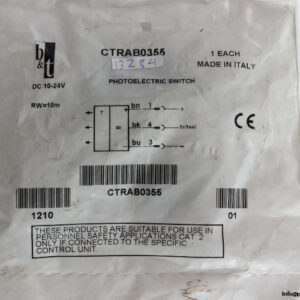 b&t
CTRAB0355
1 EACH
13284
MADE IN ITALY
PHOTOELECTRIC SWITCH
DC 10-24V
RW=10m
bn 1
T
bk 4
bu 3
CE
CTRAB0355
1210
01
THESE PRODUCTS ARE SUITABLE FOR USE IN
PERSONNEL SAFETY APPLICATIONS CAT. 2
ONLY IF CONNECTED TO THE SPECIFIC
CONTROL UNIT.